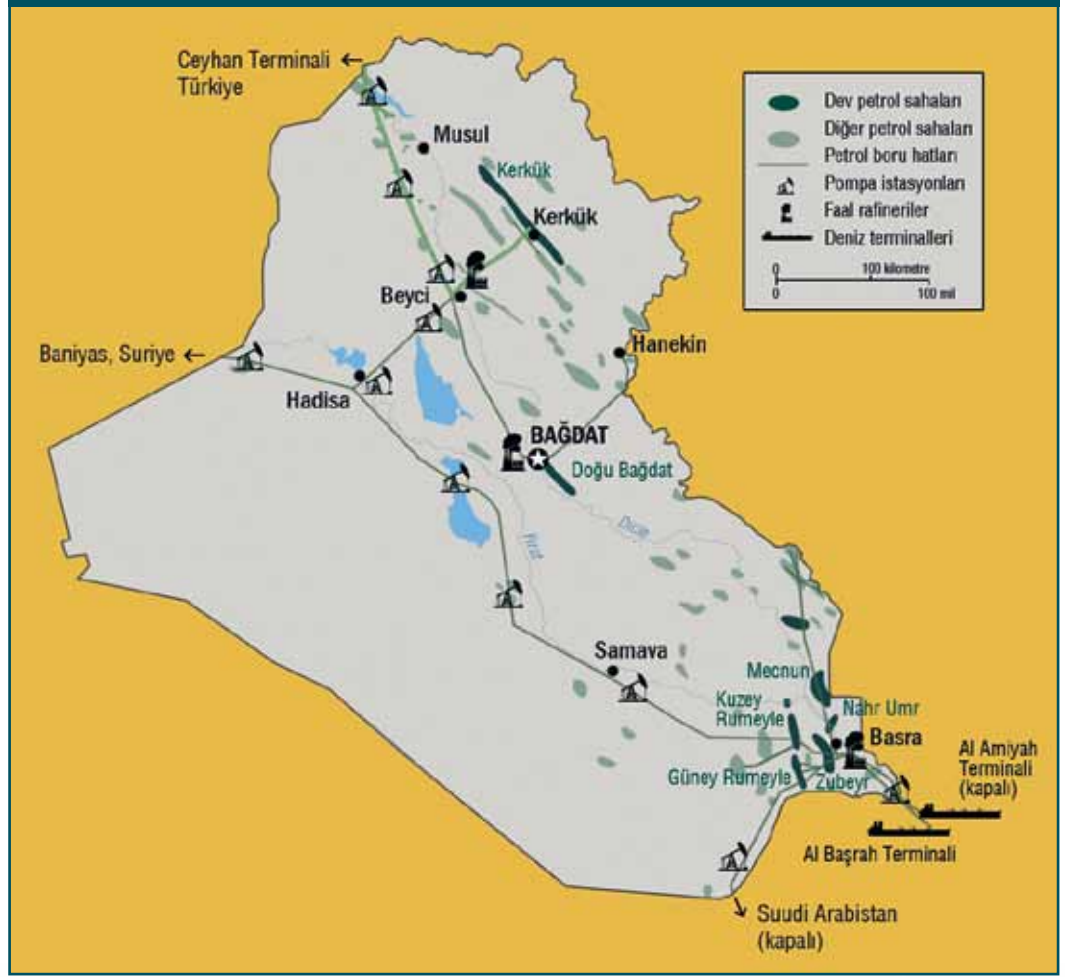 Ceyhan Terminali ←
Türkiye
Musul
Kerkük
Kerkük
Beyci
Baniyas, Suriye ←
Hadisa
Hanekin
BAĞDAT
Doğu Bağdat
Dicle
Fırat
Samava
Mecnun
Kuzey
Rumeyle
Nahr Umr
Basra
Güney Rumeyle
Zubeyr
Al Amiyah
Terminali
(kapalı)
Al Başrah Terminali
Suudi Arabistan
(kapalı)
Dev petrol sahaları
Diğer petrol sahaları
Petrol boru hatları
Pompa istasyonları
Faal rafineriler
Deniz terminalleri
0 100 kilometre
0 100 mil